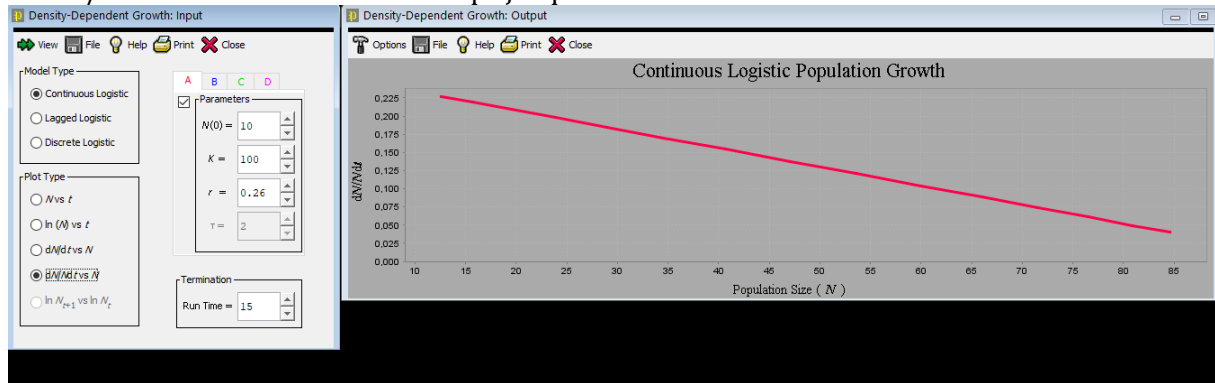 Density-Dependent Growth: Input
View File Help Print Close
Model Type
Continuous Logistic
Lagged Logistic
Discrete Logistic
Plot Type
N vs t
ln (N) vs t
dN/dt vs N
dN/Ndt vs N
ln Nt+1 vs ln Nt
A B C D
Parameters
N(0) = 10
K = 100
r = 0.26
T = 2
Termination
Run Time = 15
Density-Dependent Growth: Output
Options File Help Print Close
Continuous Logistic Population Growth
dN/Ndt
0,225
0,200
0,175
0,150
0,125
0,100
0,075
0,050
0,025
0,000
10 15 20 25 30 35 40 45 50 55 60 65 70 75 80 85
Population Size ( N )